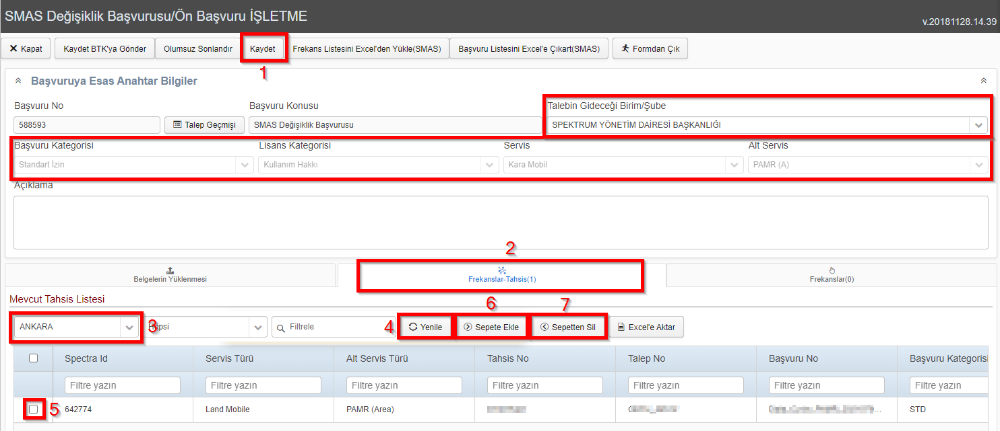 SMAS Değişiklik Başvurusu/Ön Başvuru İŞLETME
v.20181128.14.39
Kapat Kaydet BTK'ya Gönder Olumsuz Sonlandır Kaydet Frekans Listesini Excel'den Yükle(SMAS) Başvuru Listesini Excel'e Çıkart(SMAS) Formdan Çık
1
Başvuruya Esas Anahtar Bilgiler
Başvuru No Başvuru Konusu Talebin Gideceği Birim/Şube
588593 Talep Geçmişi SMAS Değişiklik Başvurusu SPEKTRUM YÖNETİM DAİRESİ BAŞKANLIĞI
Başvuru Kategorisi Lisans Kategorisi Servis Alt Servis
Standart İzin Kullanım Hakkı Kara Mobil PAMR (A)
Açıklama
2
Belgelerin Yüklenmesi Frekanslar-Tahsis(1) Frekanslar(0)
Mevcut Tahsis Listesi
6 7
ANKARA 3 Hepsi Filtrele 4 Yenile Sepete Ekle Sepetten Sil Excel'e Aktar
Spectra Id Servis Türü Alt Servis Türü Tahsis No Talep No Başvuru No Başvuru Kategorisi
Filtre yazın Filtre yazın Filtre yazın Filtre yazın Filtre yazın Filtre yazın Filtre yazın
5 642774 Land Mobile PAMR (Area) STD